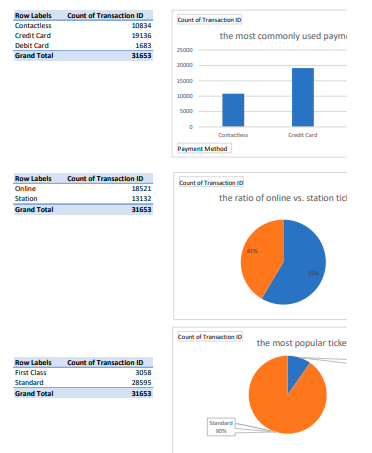 Row Labels Count of Transaction ID
Contactless 10834
Credit Card 19136
Debit Card 1683
Grand Total 31653
Count of Transaction ID
the most commonly used payme
25000
20000
15000
10000
5000
0
Contactless Credit Card
Payment Method
Row Labels Count of Transaction ID
Online 18521
Station 13132
Grand Total 31653
Count of Transaction ID
the ratio of online vs. station tick
41%
59%
Row Labels Count of Transaction ID
First Class 3058
Standard 28595
Grand Total 31653
Count of Transaction ID
the most popular ticke
Standard
90%